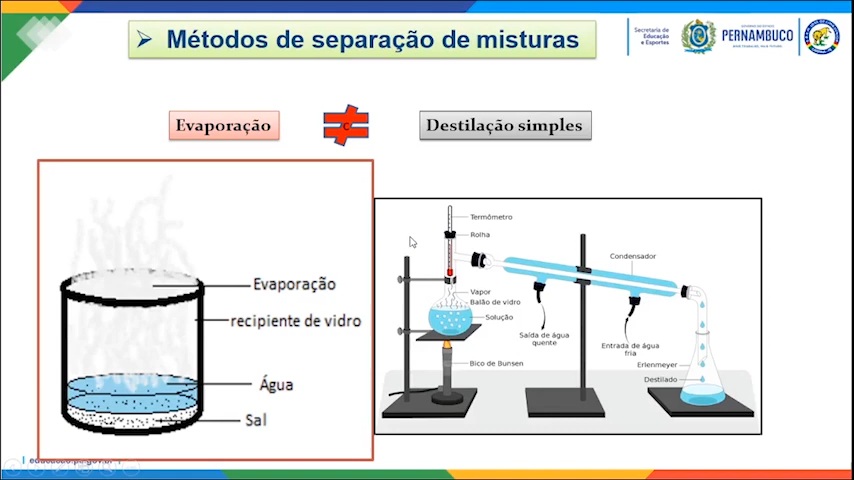 ➢ Métodos de separação de misturas
Secretaria de
Educação
e Esportes
PERNAMBUCO
Evaporação
Destilação simples
Evaporação
recipiente de vidro
Água
Sal
Termômetro
Rolha
Condensador
Vapor
Balão de vidro
Solução
Saída de água
quente
Entrada de água
fria
Bico de Bunsen
Erlenmeyer
Destilado